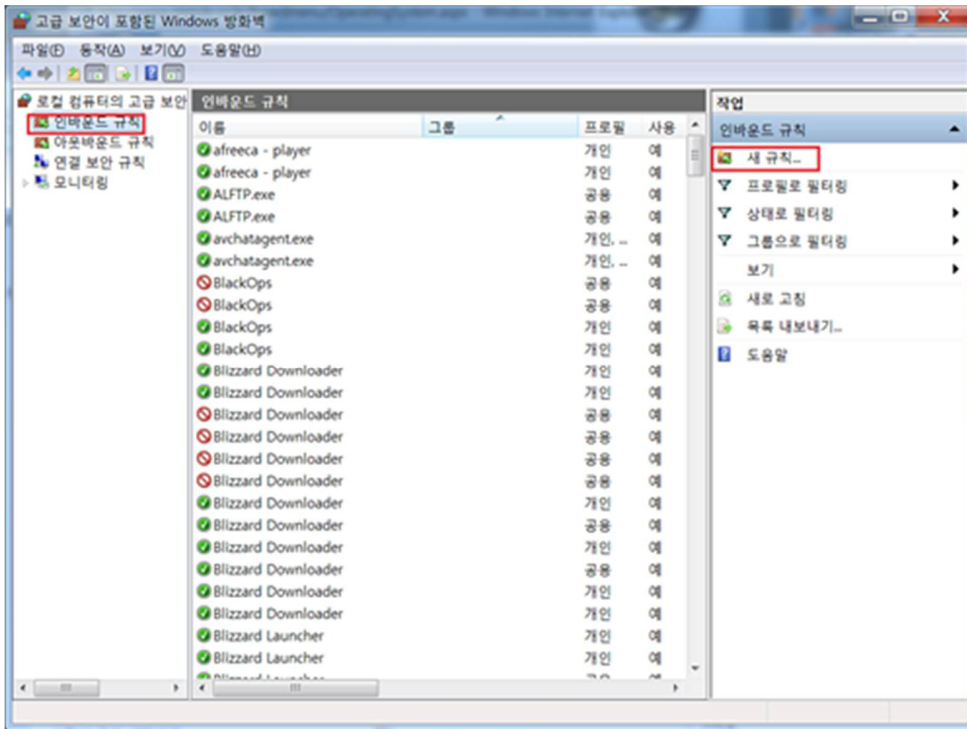 고급 보안이 포함된 Windows 방화벽
파일(F) 동작(A) 보기(V) 도움말(H)
로컬 컴퓨터의 고급 보안
인바운드 규칙
아웃바운드 규칙
연결 보안 규칙
모니터링
인바운드 규칙
이름 그룹 프로필 사용
afreeca - player 개인 예
afreeca - player 개인 예
ALFTP.exe 공용 예
ALFTP.exe 공용 예
avchatagent.exe 개인, ... 예
avchatagent.exe 개인, ... 예
BlackOps 공용 예
BlackOps 공용 예
BlackOps 개인 예
BlackOps 개인 예
Blizzard Downloader 개인 예
Blizzard Downloader 개인 예
Blizzard Downloader 공용 예
Blizzard Downloader 공용 예
Blizzard Downloader 공용 예
Blizzard Downloader 공용 예
Blizzard Downloader 개인 예
Blizzard Downloader 공용 예
Blizzard Downloader 개인 예
Blizzard Downloader 공용 예
Blizzard Downloader 개인 예
Blizzard Downloader 개인 예
Blizzard Launcher 개인 예
Blizzard Launcher 개인 예
작업
인바운드 규칙
새 규칙...
프로필로 필터링
상태로 필터링
그룹으로 필터링
보기
새로 고침
목록 내보내기...
도움말